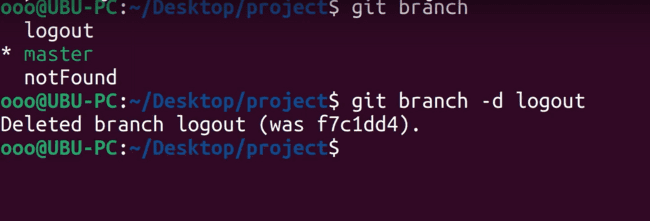 ooo@UBU-PC:~/Desktop/project$ git branch
  logout
* master
  notFound
ooo@UBU-PC:~/Desktop/project$ git branch -d logout
Deleted branch logout (was f7c1dd4).
ooo@UBU-PC:~/Desktop/project$